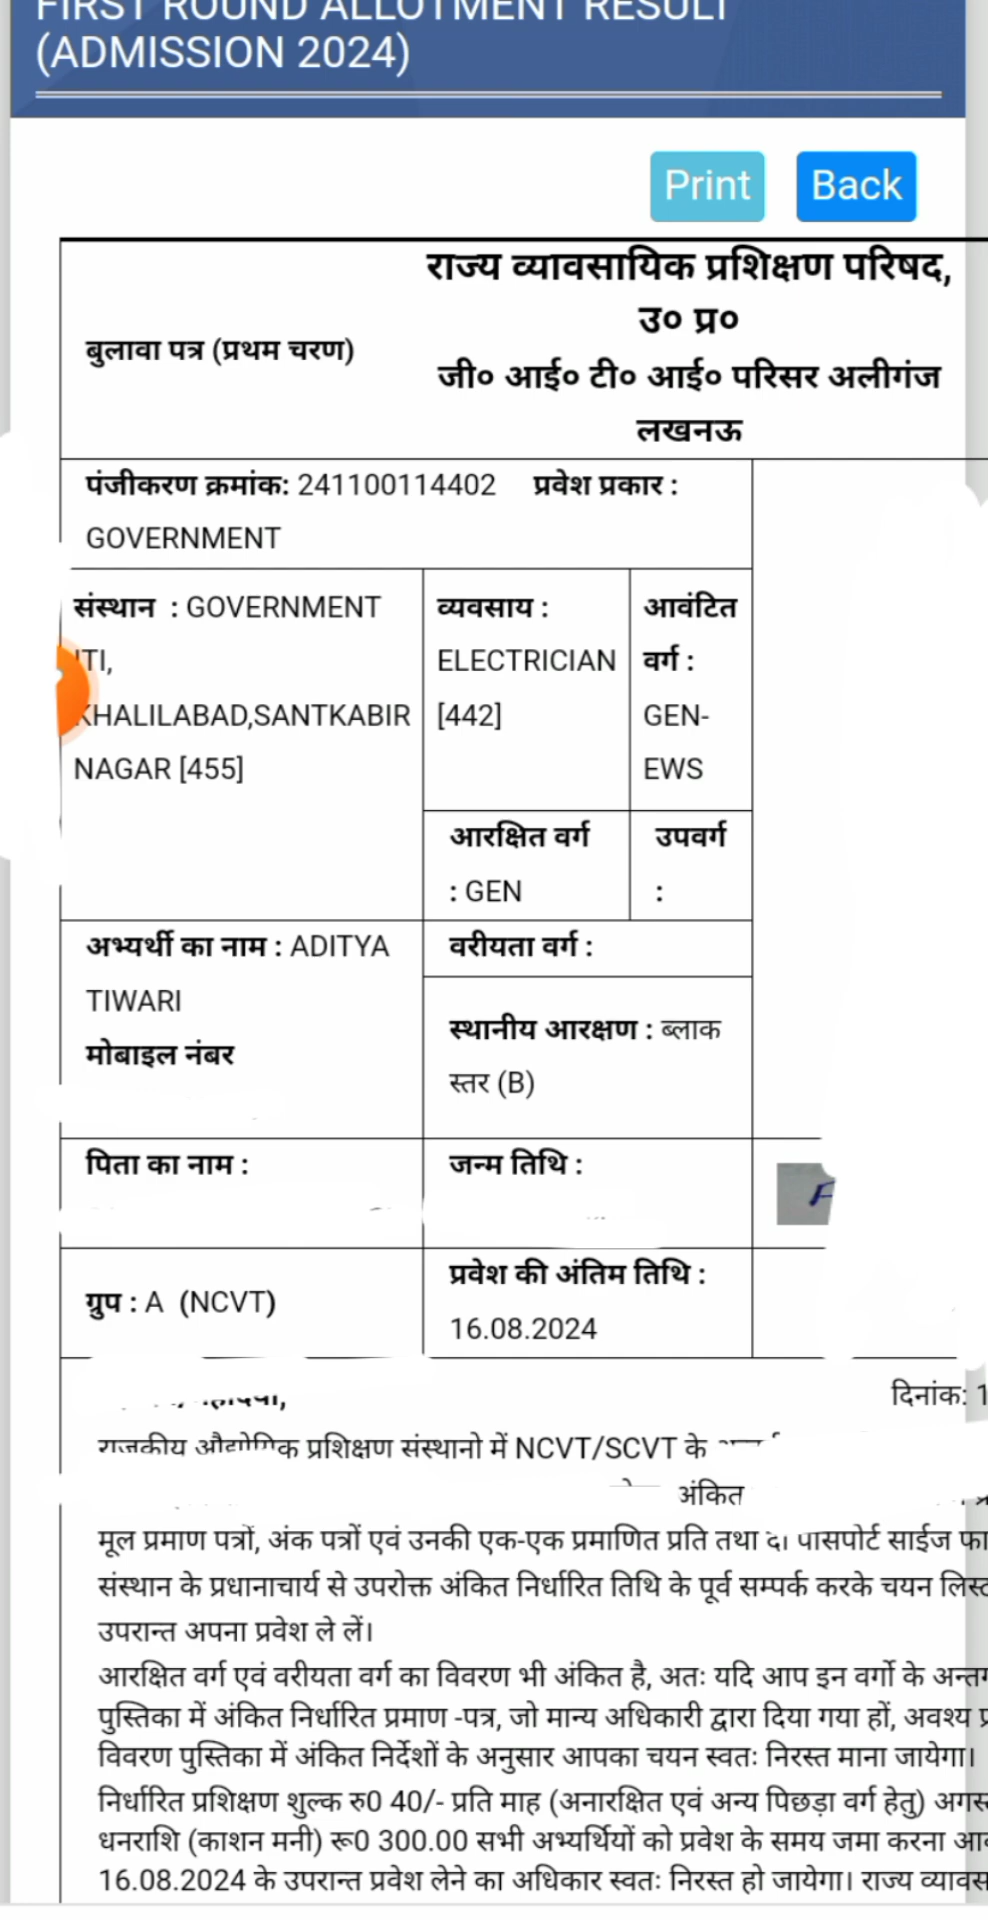 FIRST ROUND ALLOTMENT RESULT
(ADMISSION 2024)
Print Back
राज्य व्यावसायिक प्रशिक्षण परिषद,
उ० प्र०
जी० आई० टी० आई० परिसर अलीगंज
लखनऊ
बुलावा पत्र (प्रथम चरण)
पंजीकरण क्रमांक: 241100114402 प्रवेश प्रकार :
GOVERNMENT
संस्थान : GOVERNMENT
ITI,
KHALILABAD,SANTKABIR
NAGAR [455]
व्यवसाय :
ELECTRICIAN
[442]
आवंटित
वर्ग :
GEN-
EWS
आरक्षित वर्ग
: GEN
उपवर्ग
:
अभ्यर्थी का नाम : ADITYA
TIWARI
मोबाइल नंबर
वरीयता वर्ग :
स्थानीय आरक्षण : ब्लाक
स्तर (B)
पिता का नाम :
जन्म तिथि :
ग्रुप : A (NCVT)
प्रवेश की अंतिम तिथि :
16.08.2024
दिनांक: 1
राजकीय औद्योगिक प्रशिक्षण संस्थानो में NCVT/SCVT के
अंकित
मूल प्रमाण पत्रों, अंक पत्रों एवं उनकी एक-एक प्रमाणित प्रति तथा दो पासपोर्ट साईज
संस्थान के प्रधानाचार्य से उपरोक्त अंकित निर्धारित तिथि के पूर्व सम्पर्क करके चयन
उपरान्त अपना प्रवेश ले लें।
आरक्षित वर्ग एवं वरीयता वर्ग का विवरण भी अंकित है, अतः यदि आप इन वर्गो के
पुस्तिका में अंकित निर्धारित प्रमाण -पत्र, जो मान्य अधिकारी द्वारा दिया गया हों, अवश्य
विवरण पुस्तिका में अंकित निर्देशों के अनुसार आपका चयन स्वतः निरस्त माना जायेगा।
निर्धारित प्रशिक्षण शुल्क रु0 40/- प्रति माह (अनारक्षित एवं अन्य पिछड़ा वर्ग हेतु)
धनराशि (काशन मनी) रू0 300.00 सभी अभ्यर्थियों को प्रवेश के समय जमा करना
16.08.2024 के उपरान्त प्रवेश लेने का अधिकार स्वतः निरस्त हो जायेगा। राज्य